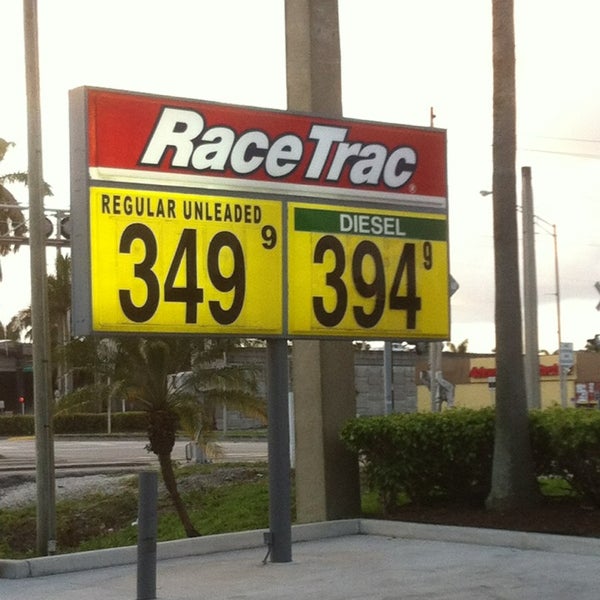 RaceTrac®
REGULAR UNLEADED
349 9
DIESEL
394 9